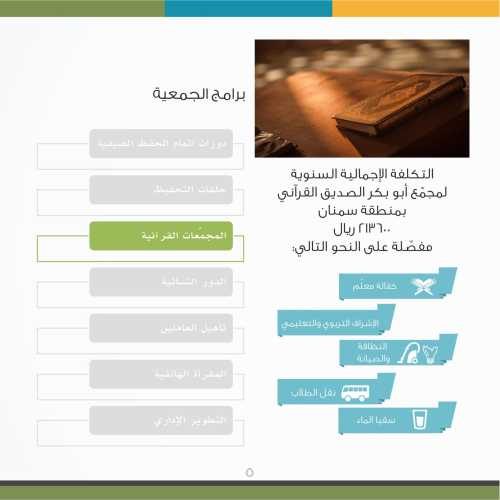 برامج الجمعية
دورات اتمام الحفظ الصيفية
حلقات التحفيظ
المجمّعات القرآنية
الدور النسائية
تأهيل العاملين
المقرأة الهاتفية
التطوير الإداري
التكلفة الإجمالية السنوية
لمجمّع أبو بكر الصديق القرآني
بمنطقة سمنان
٢١٣٦٠٠ ريال
مفصّلة على النحو التالي:
كفالة معلّم
الإشراف التربوي والتعليمي
النظافة
والصيانة
نقل الطلاب
سقيا الماء
٥